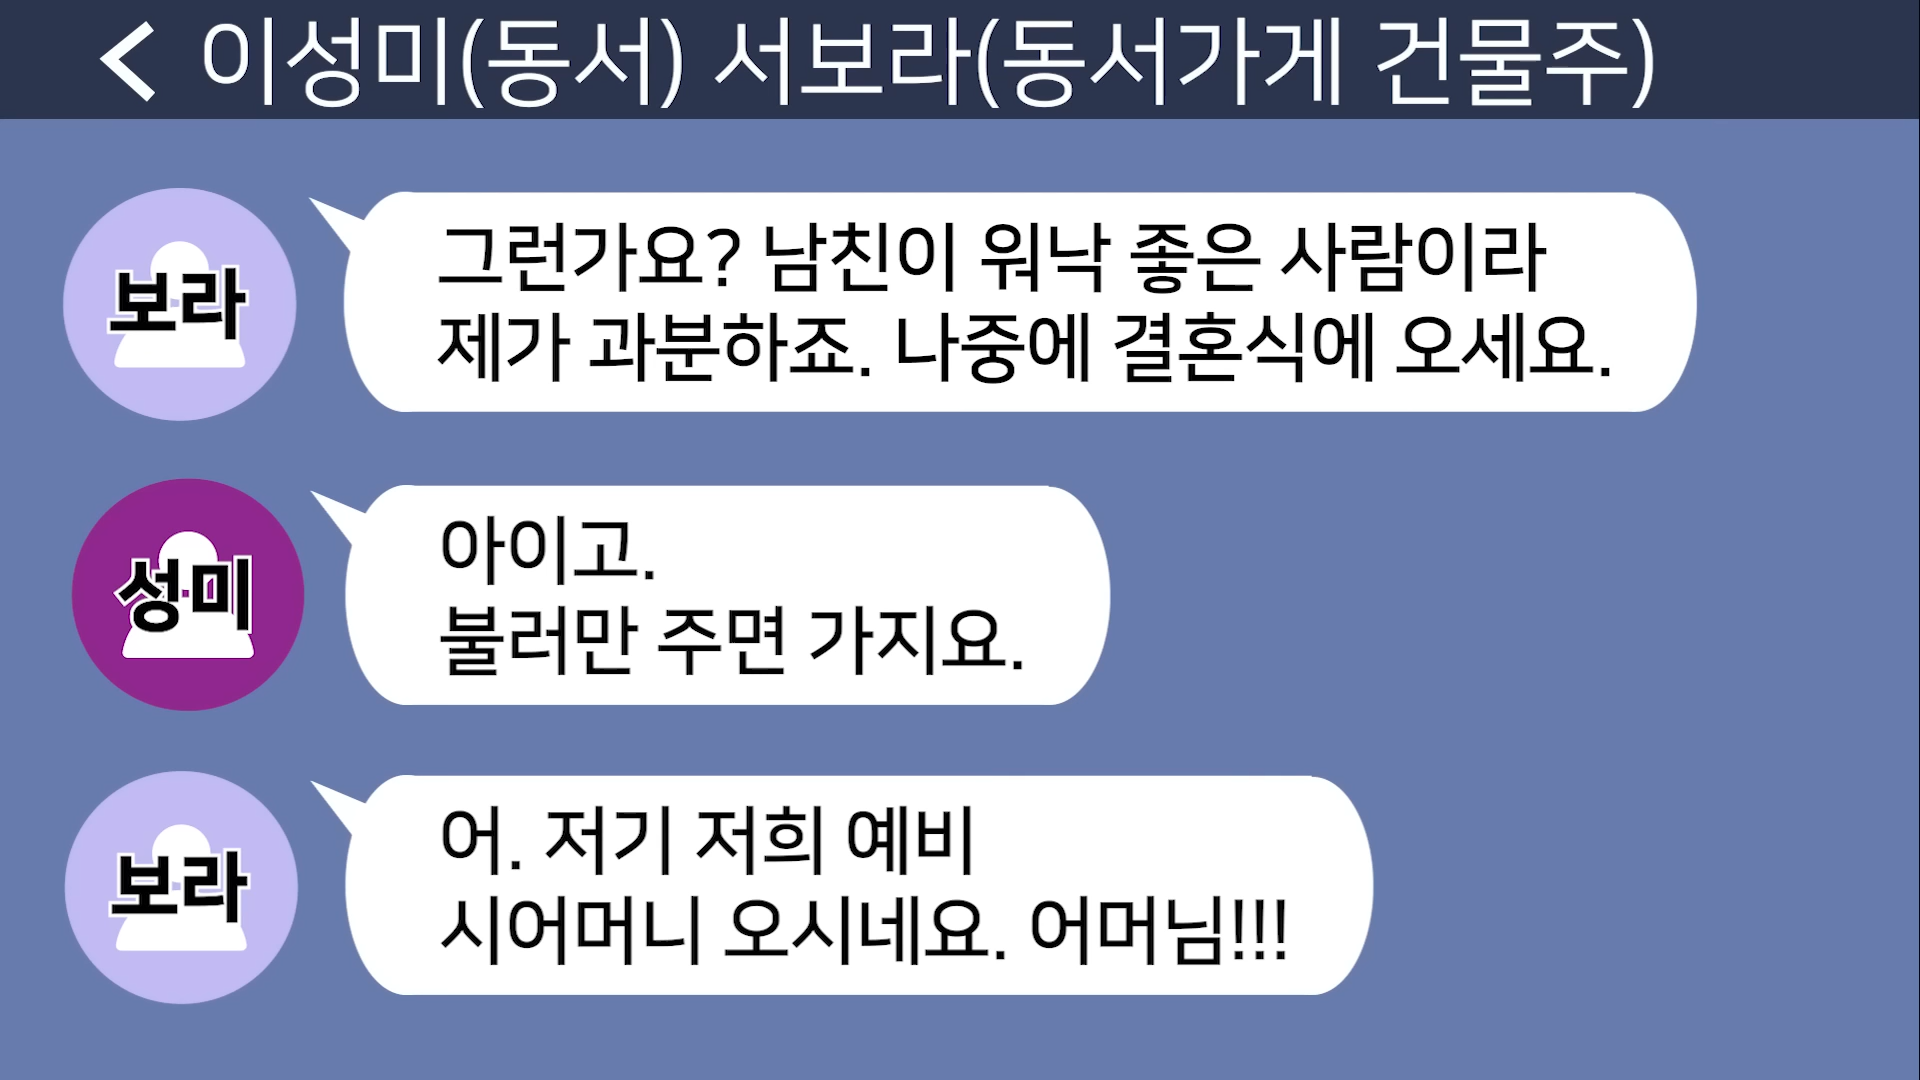 이성미(동서) 서보라(동서가게 건물주)
보라
그런가요? 남친이 워낙 좋은 사람이라
제가 과분하죠. 나중에 결혼식에 오세요.
성미
아이고.
불러만 주면 가지요.
보라
어. 저기 저희 예비
시어머니 오시네요. 어머님!!!